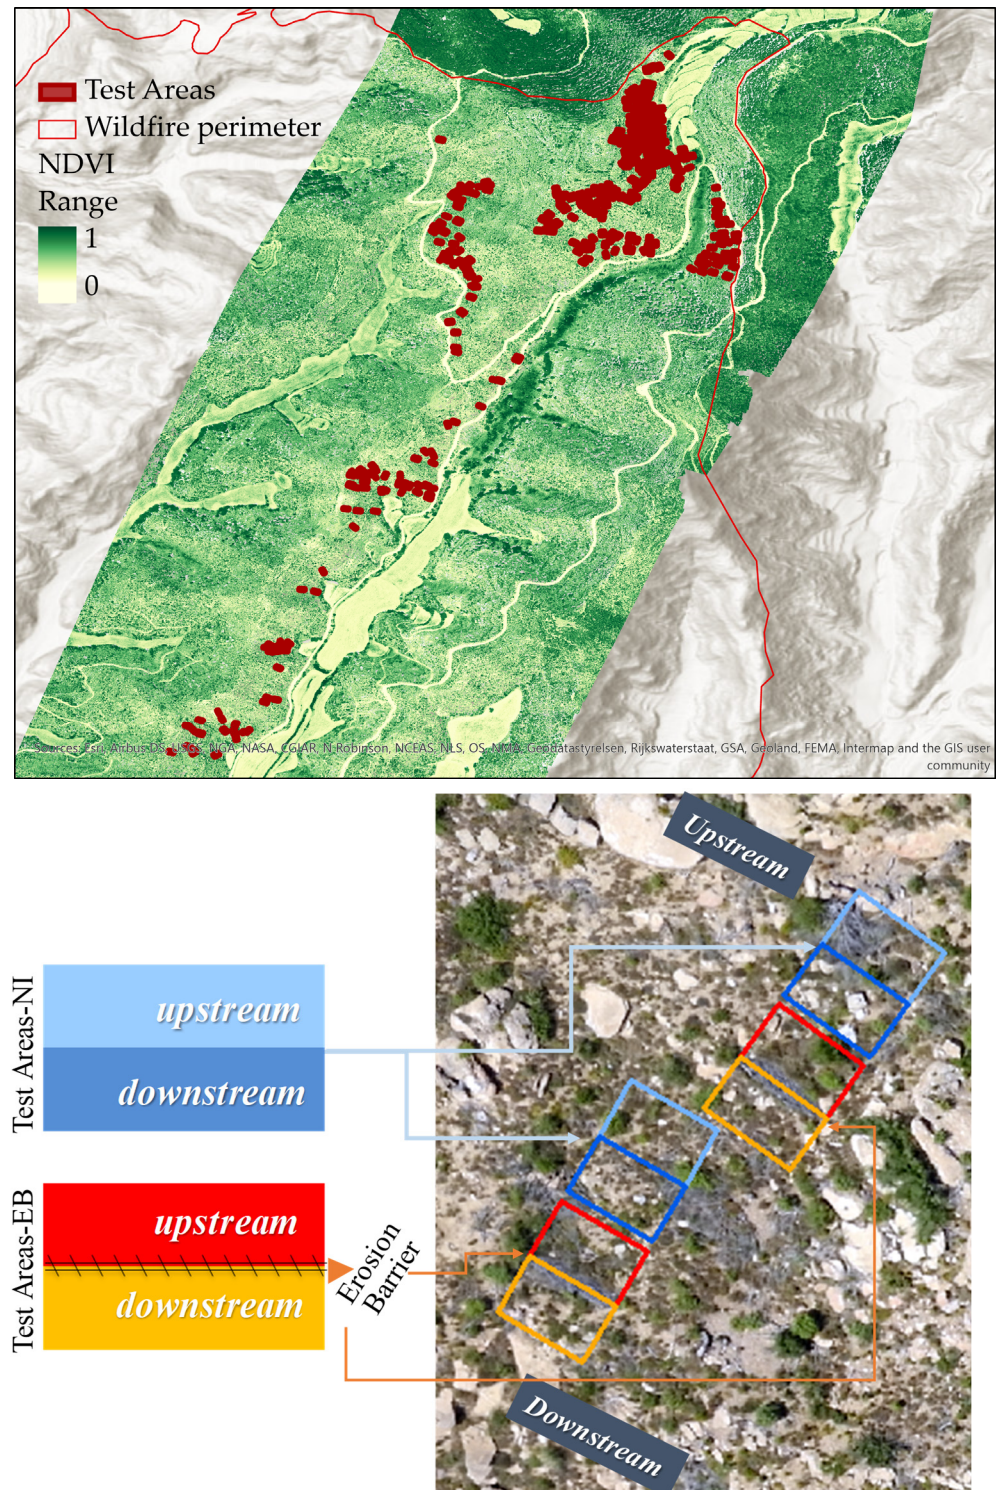 Test Areas
Wildfire perimeter
NDVI
Range
1
0
Sources: Esri, Airbus DS, USGS, NGA, NASA, CGIAR, N Robinson, NCEAS, NLS, OS, NMA, Geodatastyrelsen, Rijkswaterstaat, GSA, Geoland, FEMA, Intermap and the GIS user
community
Upstream
Test Areas-NI
upstream
downstream
Test Areas-EB
upstream
downstream
Erosion
Barrier
Downstream